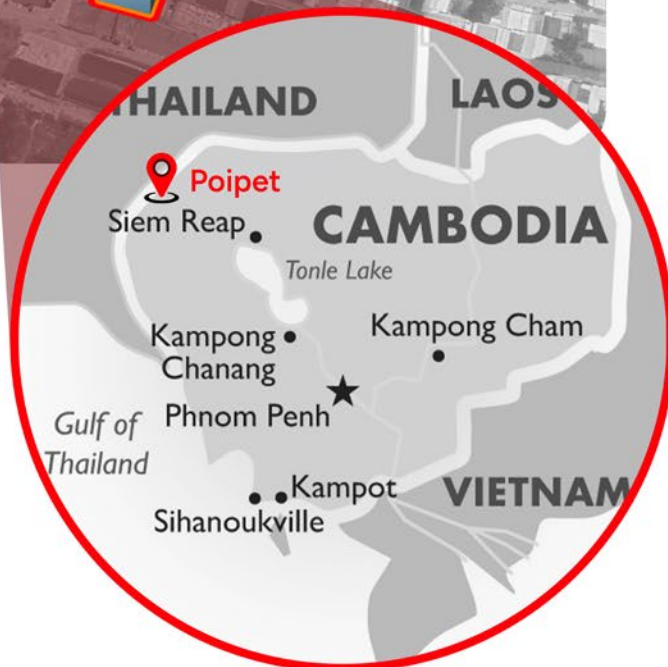 THAILAND
LAOS
Poipet
Siem Reap
CAMBODIA
Tonle Lake
Kampong
Chanang
Kampong Cham
Phnom Penh
Gulf of
Thailand
Kampot
VIETNAM
Sihanoukville